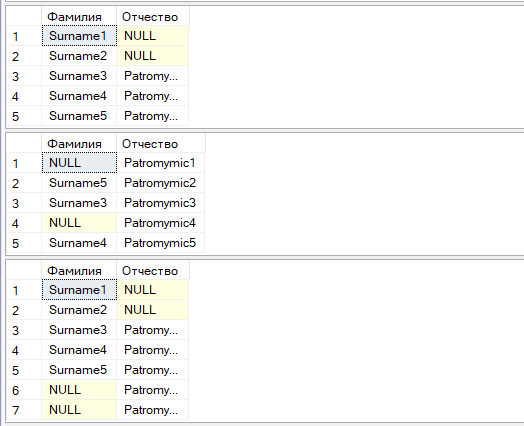 Фамилия Отчество
1 Surname1 NULL
2 Surname2 NULL
3 Surname3 Patromy...
4 Surname4 Patromy...
5 Surname5 Patromy...
Фамилия Отчество
1 NULL Patromymic1
2 Surname5 Patromymic2
3 Surname3 Patromymic3
4 NULL Patromymic4
5 Surname4 Patromymic5
Фамилия Отчество
1 Surname1 NULL
2 Surname2 NULL
3 Surname3 Patromy...
4 Surname4 Patromy...
5 Surname5 Patromy...
6 NULL Patromy...
7 NULL Patromy...